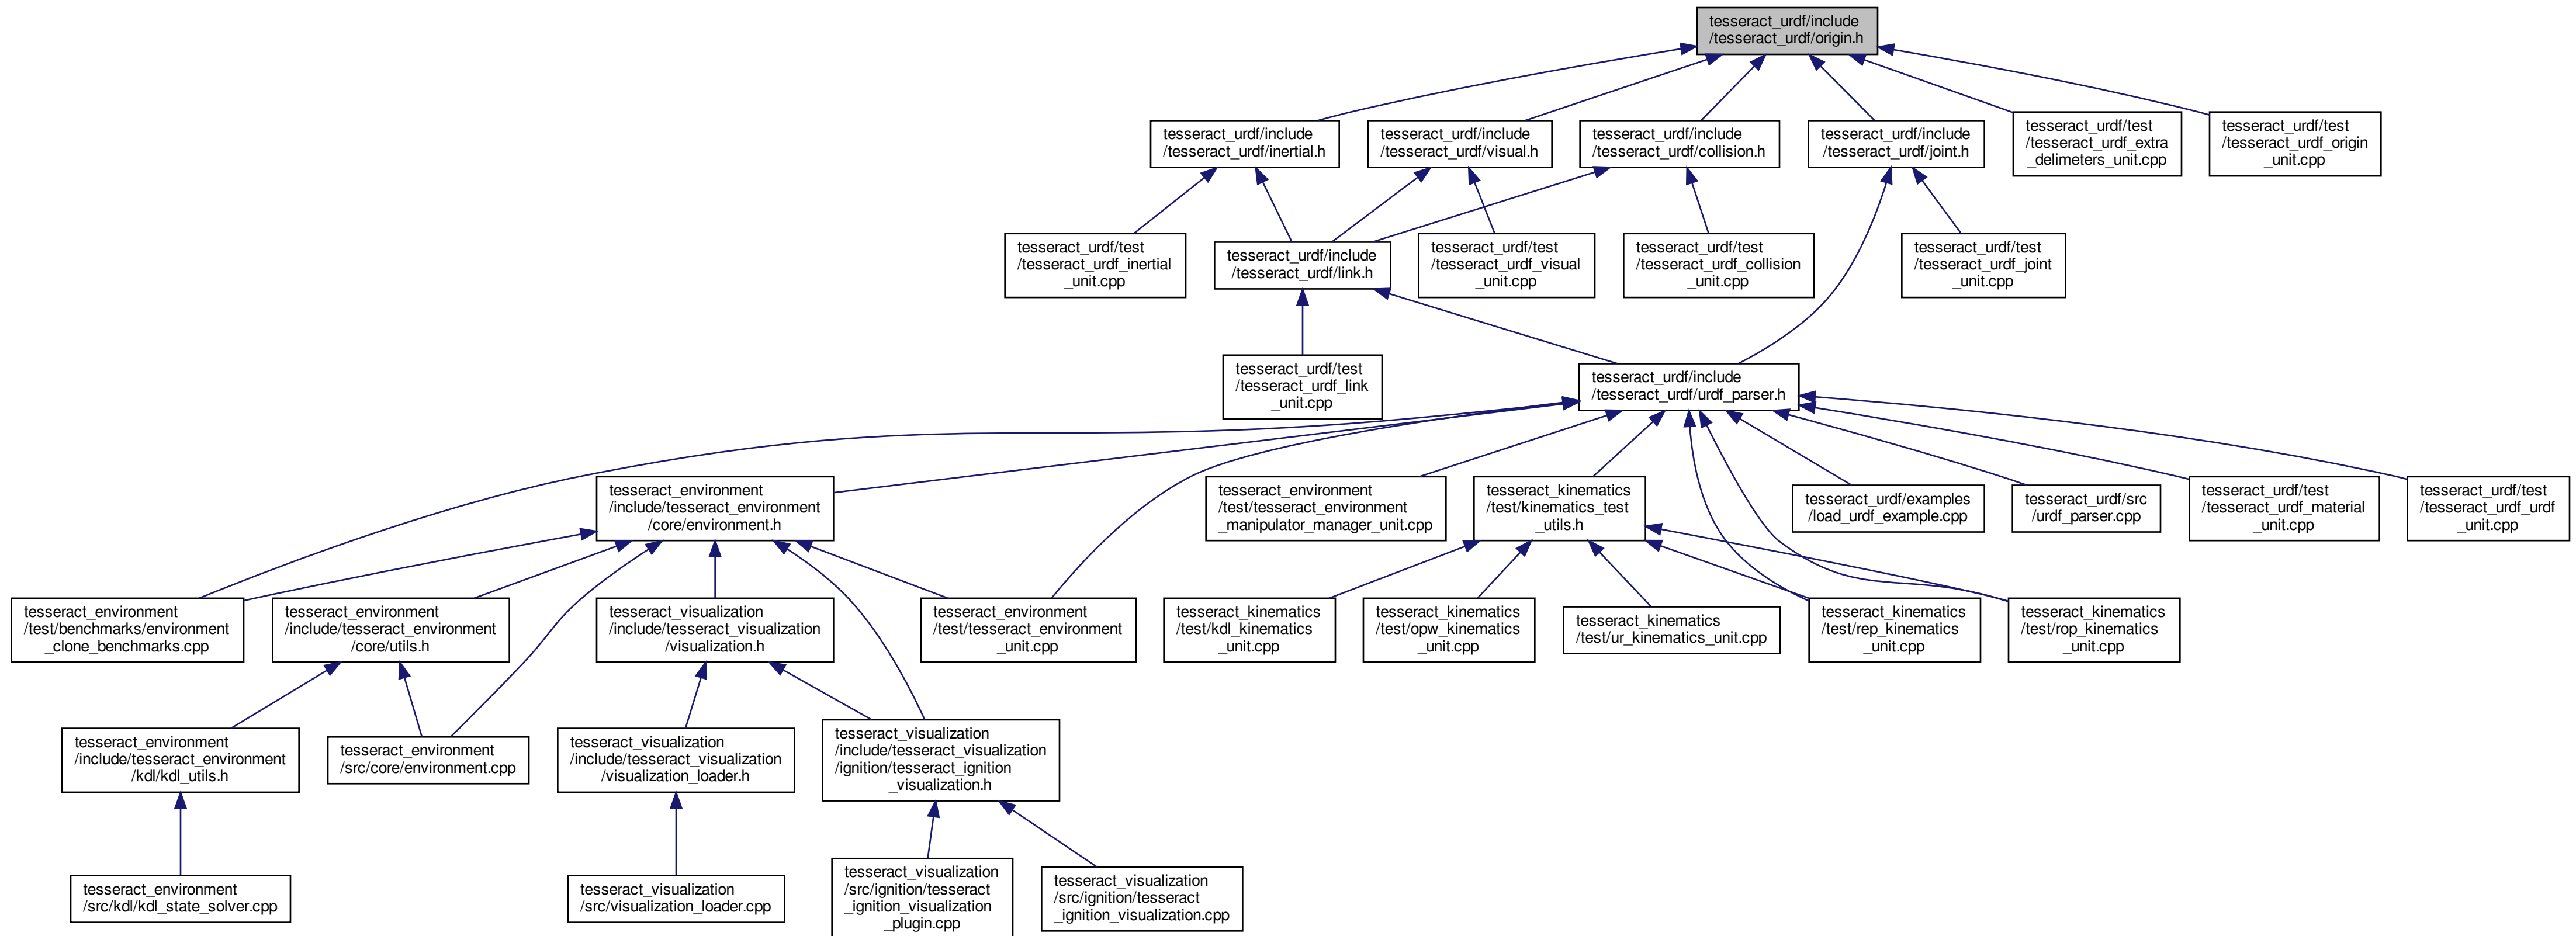 tesseract_urdf/include
/tesseract_urdf/origin.h
tesseract_urdf/include
/tesseract_urdf/inertial.h
tesseract_urdf/include
/tesseract_urdf/visual.h
tesseract_urdf/include
/tesseract_urdf/collision.h
tesseract_urdf/include
/tesseract_urdf/joint.h
tesseract_urdf/test
/tesseract_urdf_extra
_delimeters_unit.cpp
tesseract_urdf/test
/tesseract_urdf_origin
_unit.cpp
tesseract_urdf/test
/tesseract_urdf_inertial
_unit.cpp
tesseract_urdf/include
/tesseract_urdf/link.h
tesseract_urdf/test
/tesseract_urdf_visual
_unit.cpp
tesseract_urdf/test
/tesseract_urdf_collision
_unit.cpp
tesseract_urdf/test
/tesseract_urdf_joint
_unit.cpp
tesseract_urdf/test
/tesseract_urdf_link
_unit.cpp
tesseract_urdf/include
/tesseract_urdf/urdf_parser.h
tesseract_environment
/include/tesseract_environment
/core/environment.h
tesseract_environment
/test/tesseract_environment
_manipulator_manager_unit.cpp
tesseract_kinematics
/test/kinematics_test
_utils.h
tesseract_urdf/examples
/load_urdf_example.cpp
tesseract_urdf/src
/urdf_parser.cpp
tesseract_urdf/test
/tesseract_urdf_material
_unit.cpp
tesseract_urdf/test
/tesseract_urdf_urdf
_unit.cpp
tesseract_environment
/test/benchmarks/environment
_clone_benchmarks.cpp
tesseract_environment
/include/tesseract_environment
/core/utils.h
tesseract_visualization
/include/tesseract_visualization
/visualization.h
tesseract_environment
/test/tesseract_environment
_unit.cpp
tesseract_kinematics
/test/kdl_kinematics
_unit.cpp
tesseract_kinematics
/test/opw_kinematics
_unit.cpp
tesseract_kinematics
/test/ur_kinematics_unit.cpp
tesseract_kinematics
/test/rep_kinematics
_unit.cpp
tesseract_kinematics
/test/rop_kinematics
_unit.cpp
tesseract_environment
/include/tesseract_environment
/kdl/kdl_utils.h
tesseract_environment
/src/core/environment.cpp
tesseract_visualization
/include/tesseract_visualization
/visualization_loader.h
tesseract_visualization
/include/tesseract_visualization
/ignition/tesseract_ignition
_visualization.h
tesseract_environment
/src/kdl/kdl_state_solver.cpp
tesseract_visualization
/src/visualization_loader.cpp
tesseract_visualization
/src/ignition/tesseract
_ignition_visualization
_plugin.cpp
tesseract_visualization
/src/ignition/tesseract
_ignition_visualization.cpp